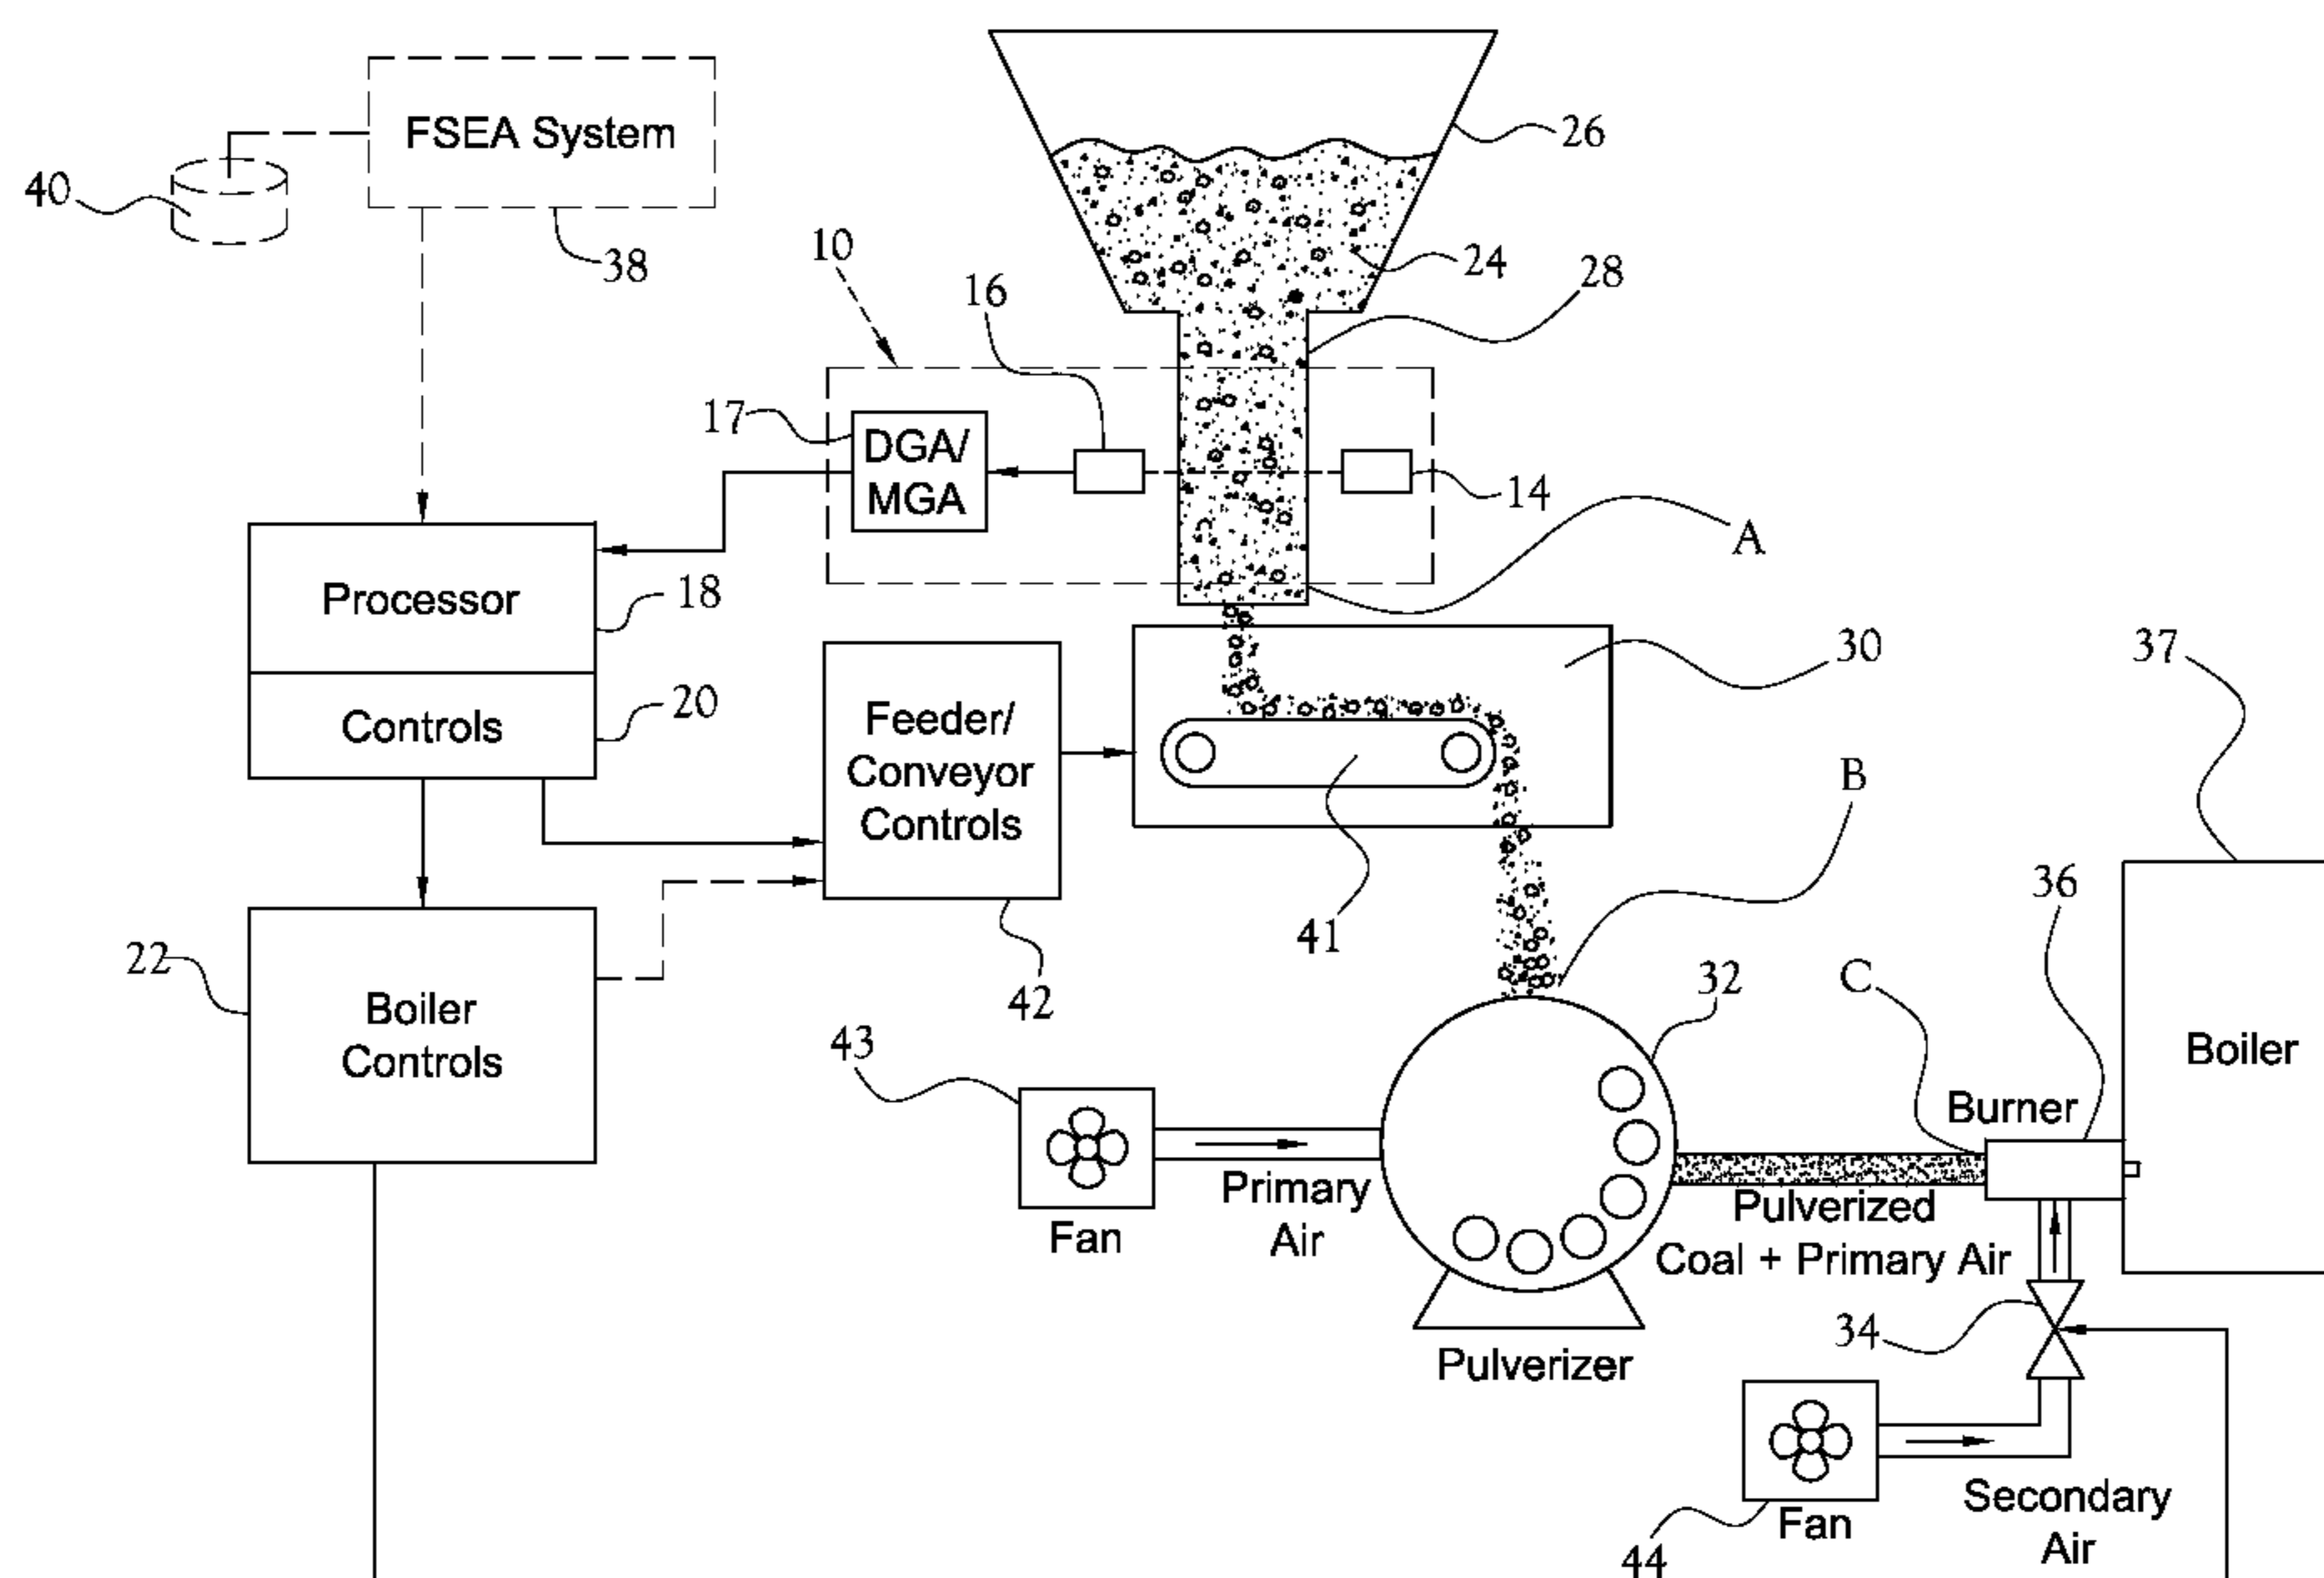 FSEA System
26
40
38
10
24
28
16
17
DGA/
MGA
14
A
Processor
18
30
37
20
Controls
Feeder/
Conveyor
Controls
B
41
36
22
42
32
C
Boiler
Controls
43
Boiler
Burner
Primary
Air
Pulverized
Coal + Primary Air
Fan
34
Pulverizer
Secondary
Air
Fan
44